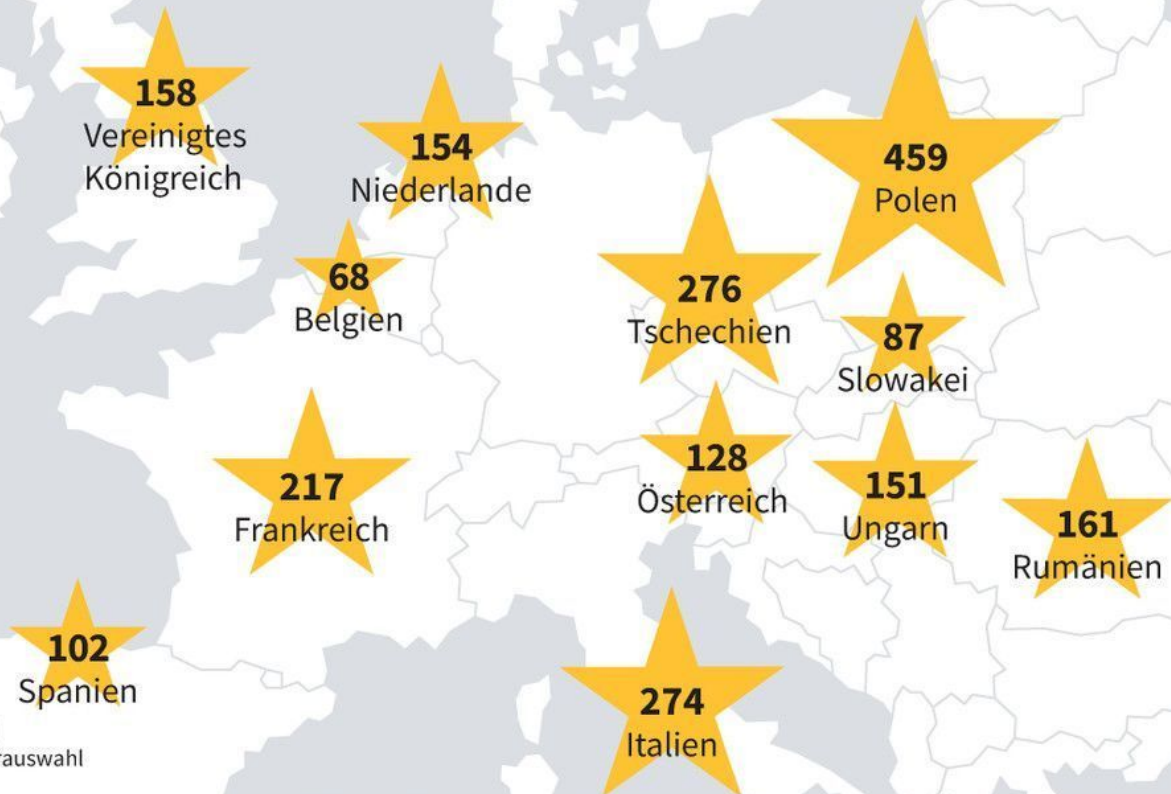 158
Vereinigtes
Königreich
154
Niederlande
459
Polen
68
Belgien
276
Tschechien
87
Slowakei
217
Frankreich
128
Österreich
151
Ungarn
161
Rumänien
102
Spanien
274
Italien
rauswahl